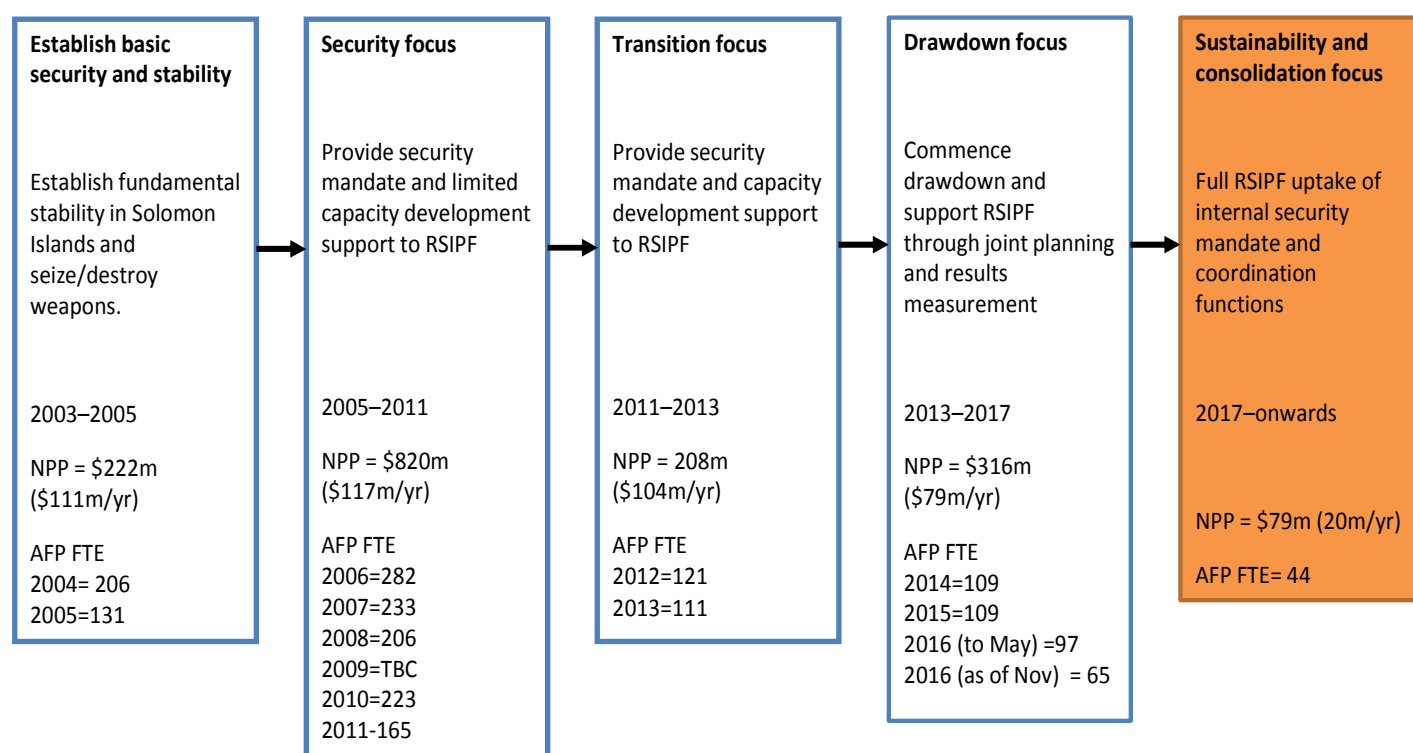 Establish basic
security and stability
Establish fundamental
stability in Solomon
Islands and
seize/destroy
weapons.
2003–2005
NPP = $222m
($111m/yr)
AFP FTE
2004= 206
2005=131
Security focus
Provide security
mandate and limited
capacity development
support to RSIPF
2005–2011
NPP = $820m
($117m/yr)
AFP FTE
2006=282
2007=233
2008=206
2009=TBC
2010=223
2011-165
Transition focus
Provide security
mandate and capacity
development support
to RSIPF
2011–2013
NPP = 208m
($104m/yr)
AFP FTE
2012=121
2013=111
Drawdown focus
Commence
drawdown and
support RSIPF
through joint planning
and results
measurement
2013–2017
NPP = $316m
($79m/yr)
AFP FTE
2014=109
2015=109
2016 (to May) =97
2016 (as of Nov) = 65
Sustainability and
consolidation focus
Full RSIPF uptake of
internal security
mandate and
coordination
functions
2017–onwards
NPP = $79m (20m/yr)
AFP FTE= 44